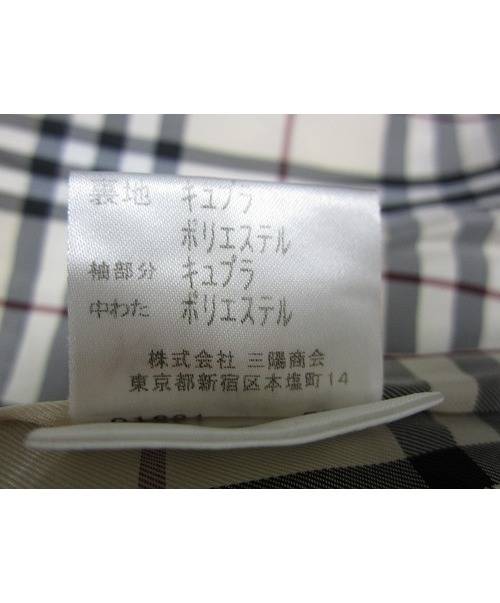 裏地 キュプラ
ポリエステル
袖部分 キュプラ
中わた ポリエステル
株式会社 三陽商会
東京都新宿区本塩町14